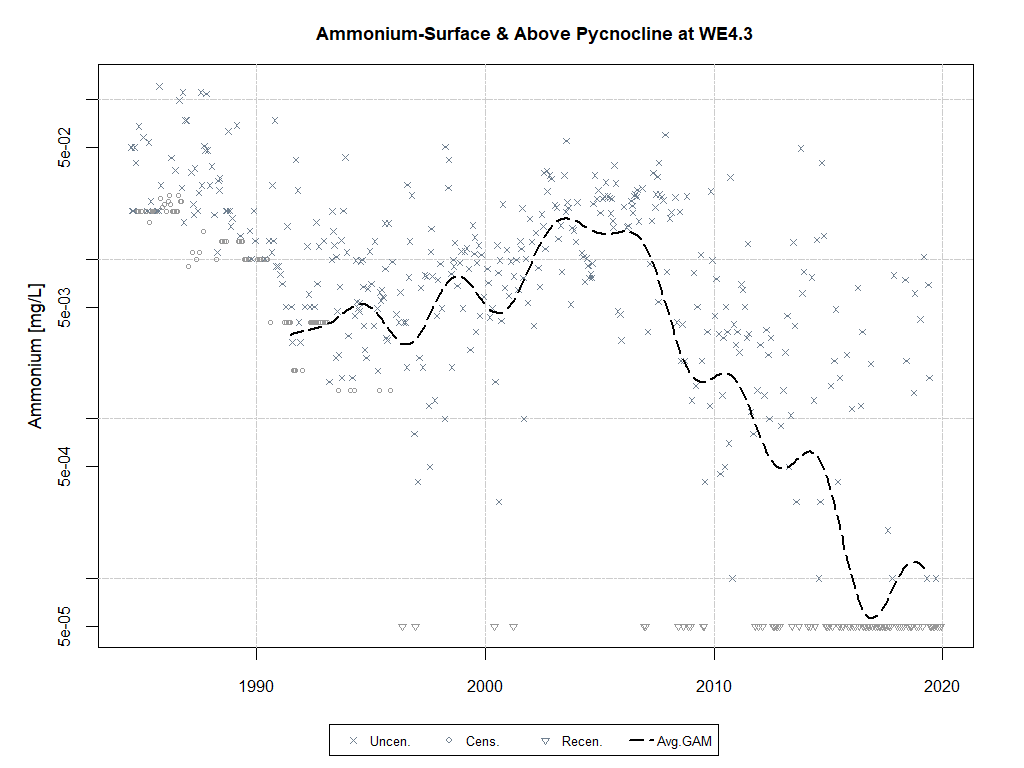 Ammonium-Surface & Above Pycnocline at WE4.3
Ammonium [mg/L]
5e-02
5e-03
5e-04
5e-05
1990 2000 2010 2020
Uncen. Cens. Recen. Avg.GAM